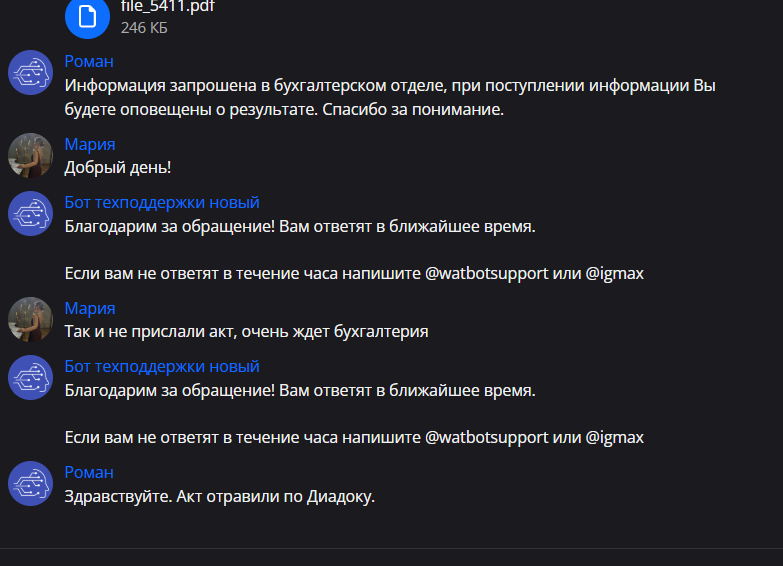 file_5411.pdf
246 КБ
Роман
Информация запрошена в бухгалтерском отделе, при поступлении информации Вы
будете оповещены о результате. Спасибо за понимание.
Мария
Добрый день!
Бот техподдержки новый
Благодарим за обращение! Вам ответят в ближайшее время.
Если вам не ответят в течение часа напишите @watbotsupport или @igmax
Мария
Так и не прислали акт, очень ждет бухгалтерия
Бот техподдержки новый
Благодарим за обращение! Вам ответят в ближайшее время.
Если вам не ответят в течение часа напишите @watbotsupport или @igmax
Роман
Здравствуйте. Акт отравили по Диадоку.